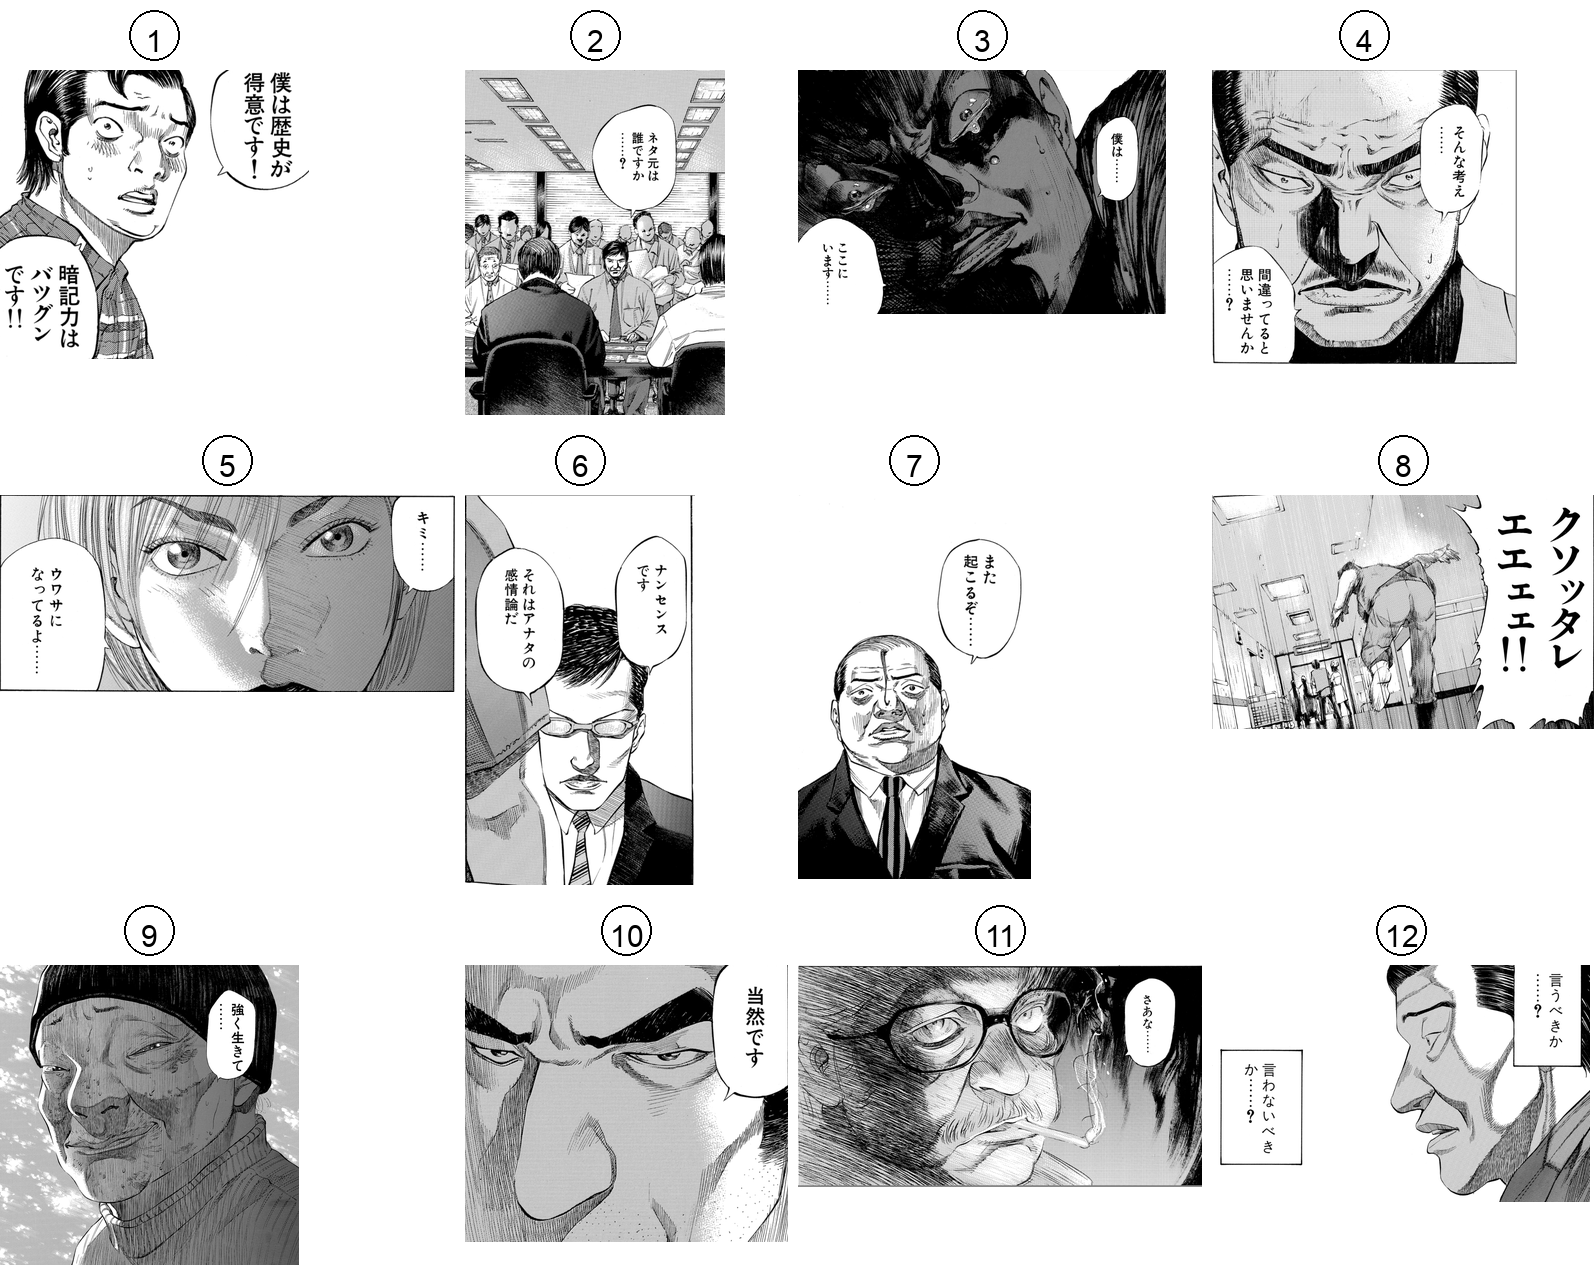 1
僕は歴史が
得意です!
暗記力は
バツグン
です!!
2
ネタ元は
誰ですか
……?
3
僕は……
ここに
います……
4
そんな考え
……
間違ってると
思いませんか
……?
5
キミ……
ウワサに
なってるよ……
6
ナンセンス
です
それはアナタの
感情論だ
7
また
起こるぞ……
8
クソッタレ
エエエェ!!
9
強く生きて
……
10
当然です
11
さあな……
12
言うべきか
……?
言わないべき
か……?